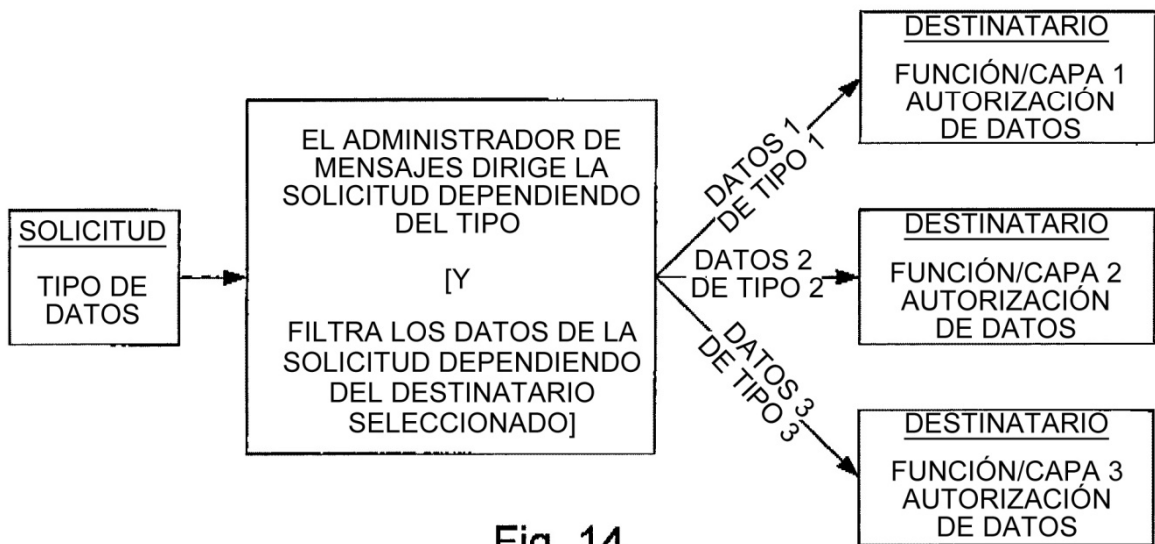 SOLICITUD
TIPO DE
DATOS
EL ADMINISTRADOR DE
MENSAJES DIRIGE LA
SOLICITUD DEPENDIENDO
DEL TIPO
[Y
FILTRA LOS DATOS DE LA
SOLICITUD DEPENDIENDO
DEL DESTINATARIO
SELECCIONADO]
DATOS 1
DE TIPO 1
DATOS 2
DE TIPO 2
DATOS 3
DE TIPO 3
DESTINATARIO
FUNCIÓN/CAPA 1
AUTORIZACIÓN
DE DATOS
DESTINATARIO
FUNCIÓN/CAPA 2
AUTORIZACIÓN
DE DATOS
DESTINATARIO
FUNCIÓN/CAPA 3
AUTORIZACIÓN
DE DATOS
Fig. 14